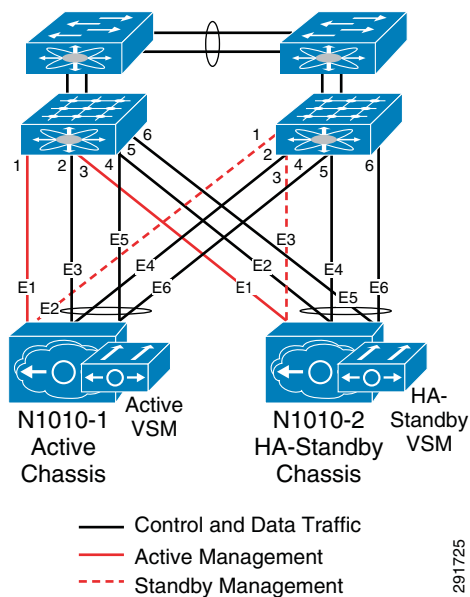 6
5
1
1
2
3
4
2
3
4
5
6
E5
E3
E3
E4
E2
E4
E1
E2
E6
E1
E5
E6
N1010-1
Active
Chassis
Active
VSM
N1010-2
HA-Standby
Chassis
HA-
Standby
VSM
Control and Data Traffic
Active Management
Standby Management
291725